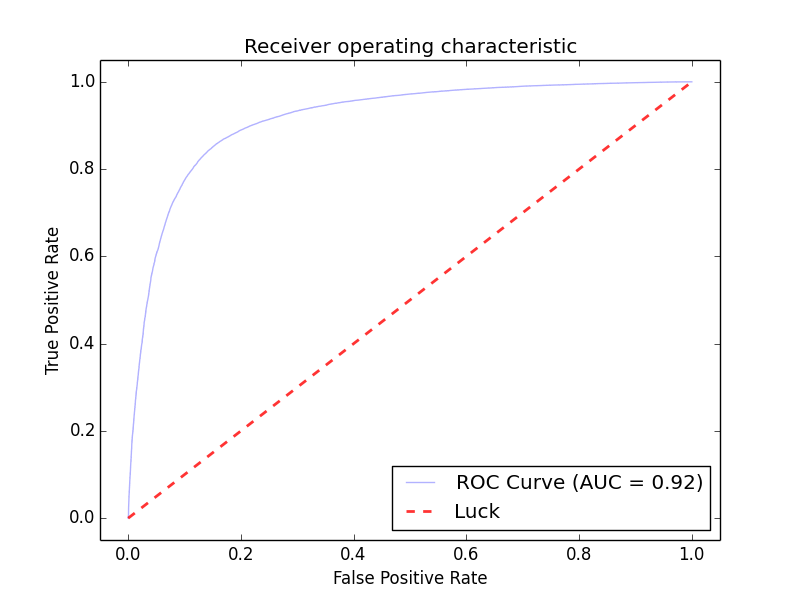 Receiver operating characteristic
1.0
0.8
0.6
0.4
0.2
0.0
True Positive Rate
ROC Curve (AUC = 0.92)
Luck
0.0 0.2 0.4 0.6 0.8 1.0
False Positive Rate